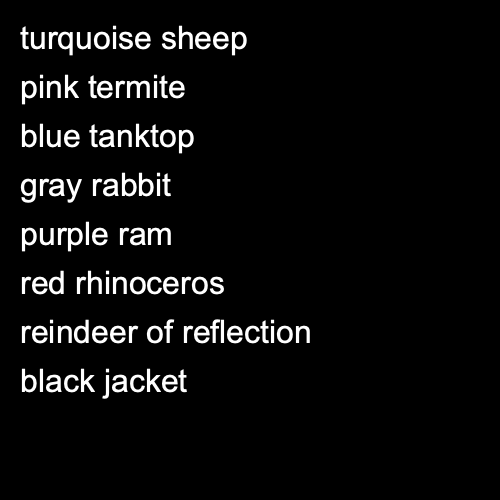 turquoise sheep
pink termite
blue tanktop
gray rabbit
purple ram
red rhinoceros
reindeer of reflection
black jacket